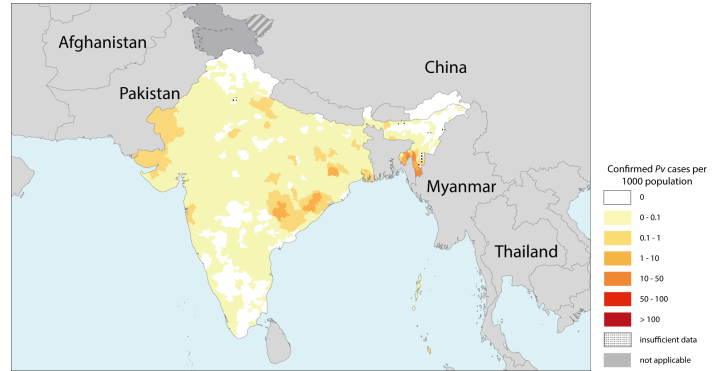 Afghanistan
China
Pakistan
Myanmar
Thailand
Confirmed Pv cases per
1000 population
0
0 - 0.1
0.1 - 1
1 - 10
10 - 50
50 - 100
> 100
insufficient data
not applicable